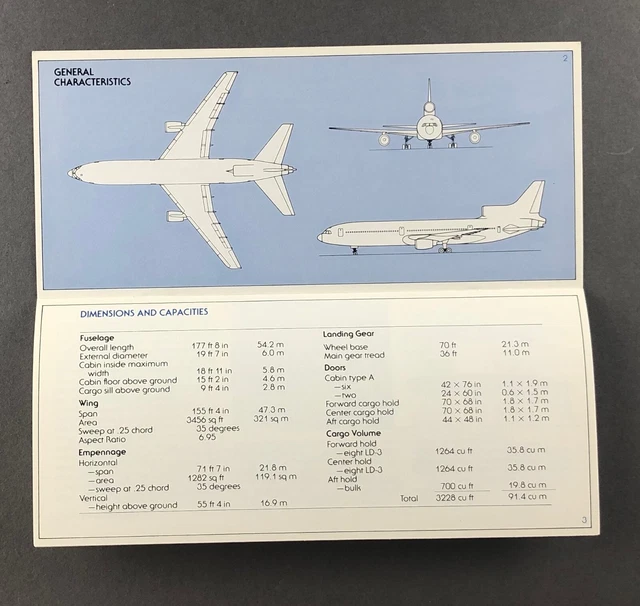 2
GENERAL
CHARACTERISTICS
DIMENSIONS AND CAPACITIES
Fuselage
Overall length 177 ft 8 in 54.2 m
External diameter 19 ft 7 in 6.0 m
Cabin inside maximum
width 18 ft 11 in 5.8 m
Cabin floor above ground 15 ft 2 in 4.6 m
Cargo sill above ground 9 ft 4 in 2.8 m
Wing
Span 155 ft 4 in 47.3 m
Area 3456 sq ft 321 sq m
Sweep at .25 chord 35 degrees
Aspect Ratio 6.95
Empennage
Horizontal
—span 71 ft 7 in 21.8 m
—area 1282 sq ft 119.1 sq m
—sweep at .25 chord 35 degrees
Vertical
—height above ground 55 ft 4 in 16.9 m
Landing Gear
Wheel base 70 ft 21.3 m
Main gear tread 36 ft 11.0 m
Doors
Cabin type A
—six 42 × 76 in 1.1 × 1.9 m
—two 24 × 60 in 0.6 × 1.5 m
Forward cargo hold 70 × 68 in 1.8 × 1.7 m
Center cargo hold 70 × 68 in 1.8 × 1.7 m
Aft cargo hold 44 × 48 in 1.1 × 1.2 m
Cargo Volume
Forward hold
—eight LD-3 1264 cu ft 35.8 cu m
Center hold
—eight LD-3 1264 cu ft 35.8 cu m
Aft hold
—bulk 700 cu ft 19.8 cu m
Total 3228 cu ft 91.4 cu m
3